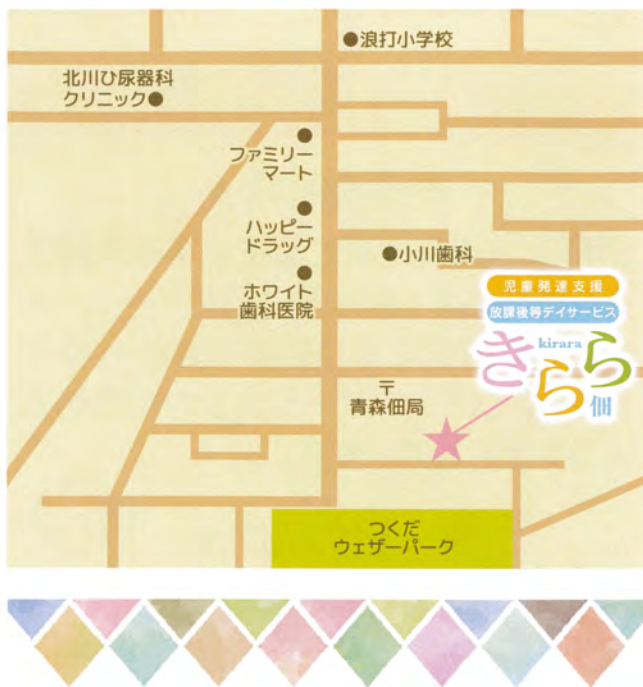 浪打小学校
北川ひ尿器科
クリニック
ファミリー
マート
ハッピー
ドラッグ
小川歯科
ホワイト
歯科医院
児童発達支援
放課後等デイサービス
きらら
kirara
佃
〒
青森佃局
つくだ
ウェザーパーク